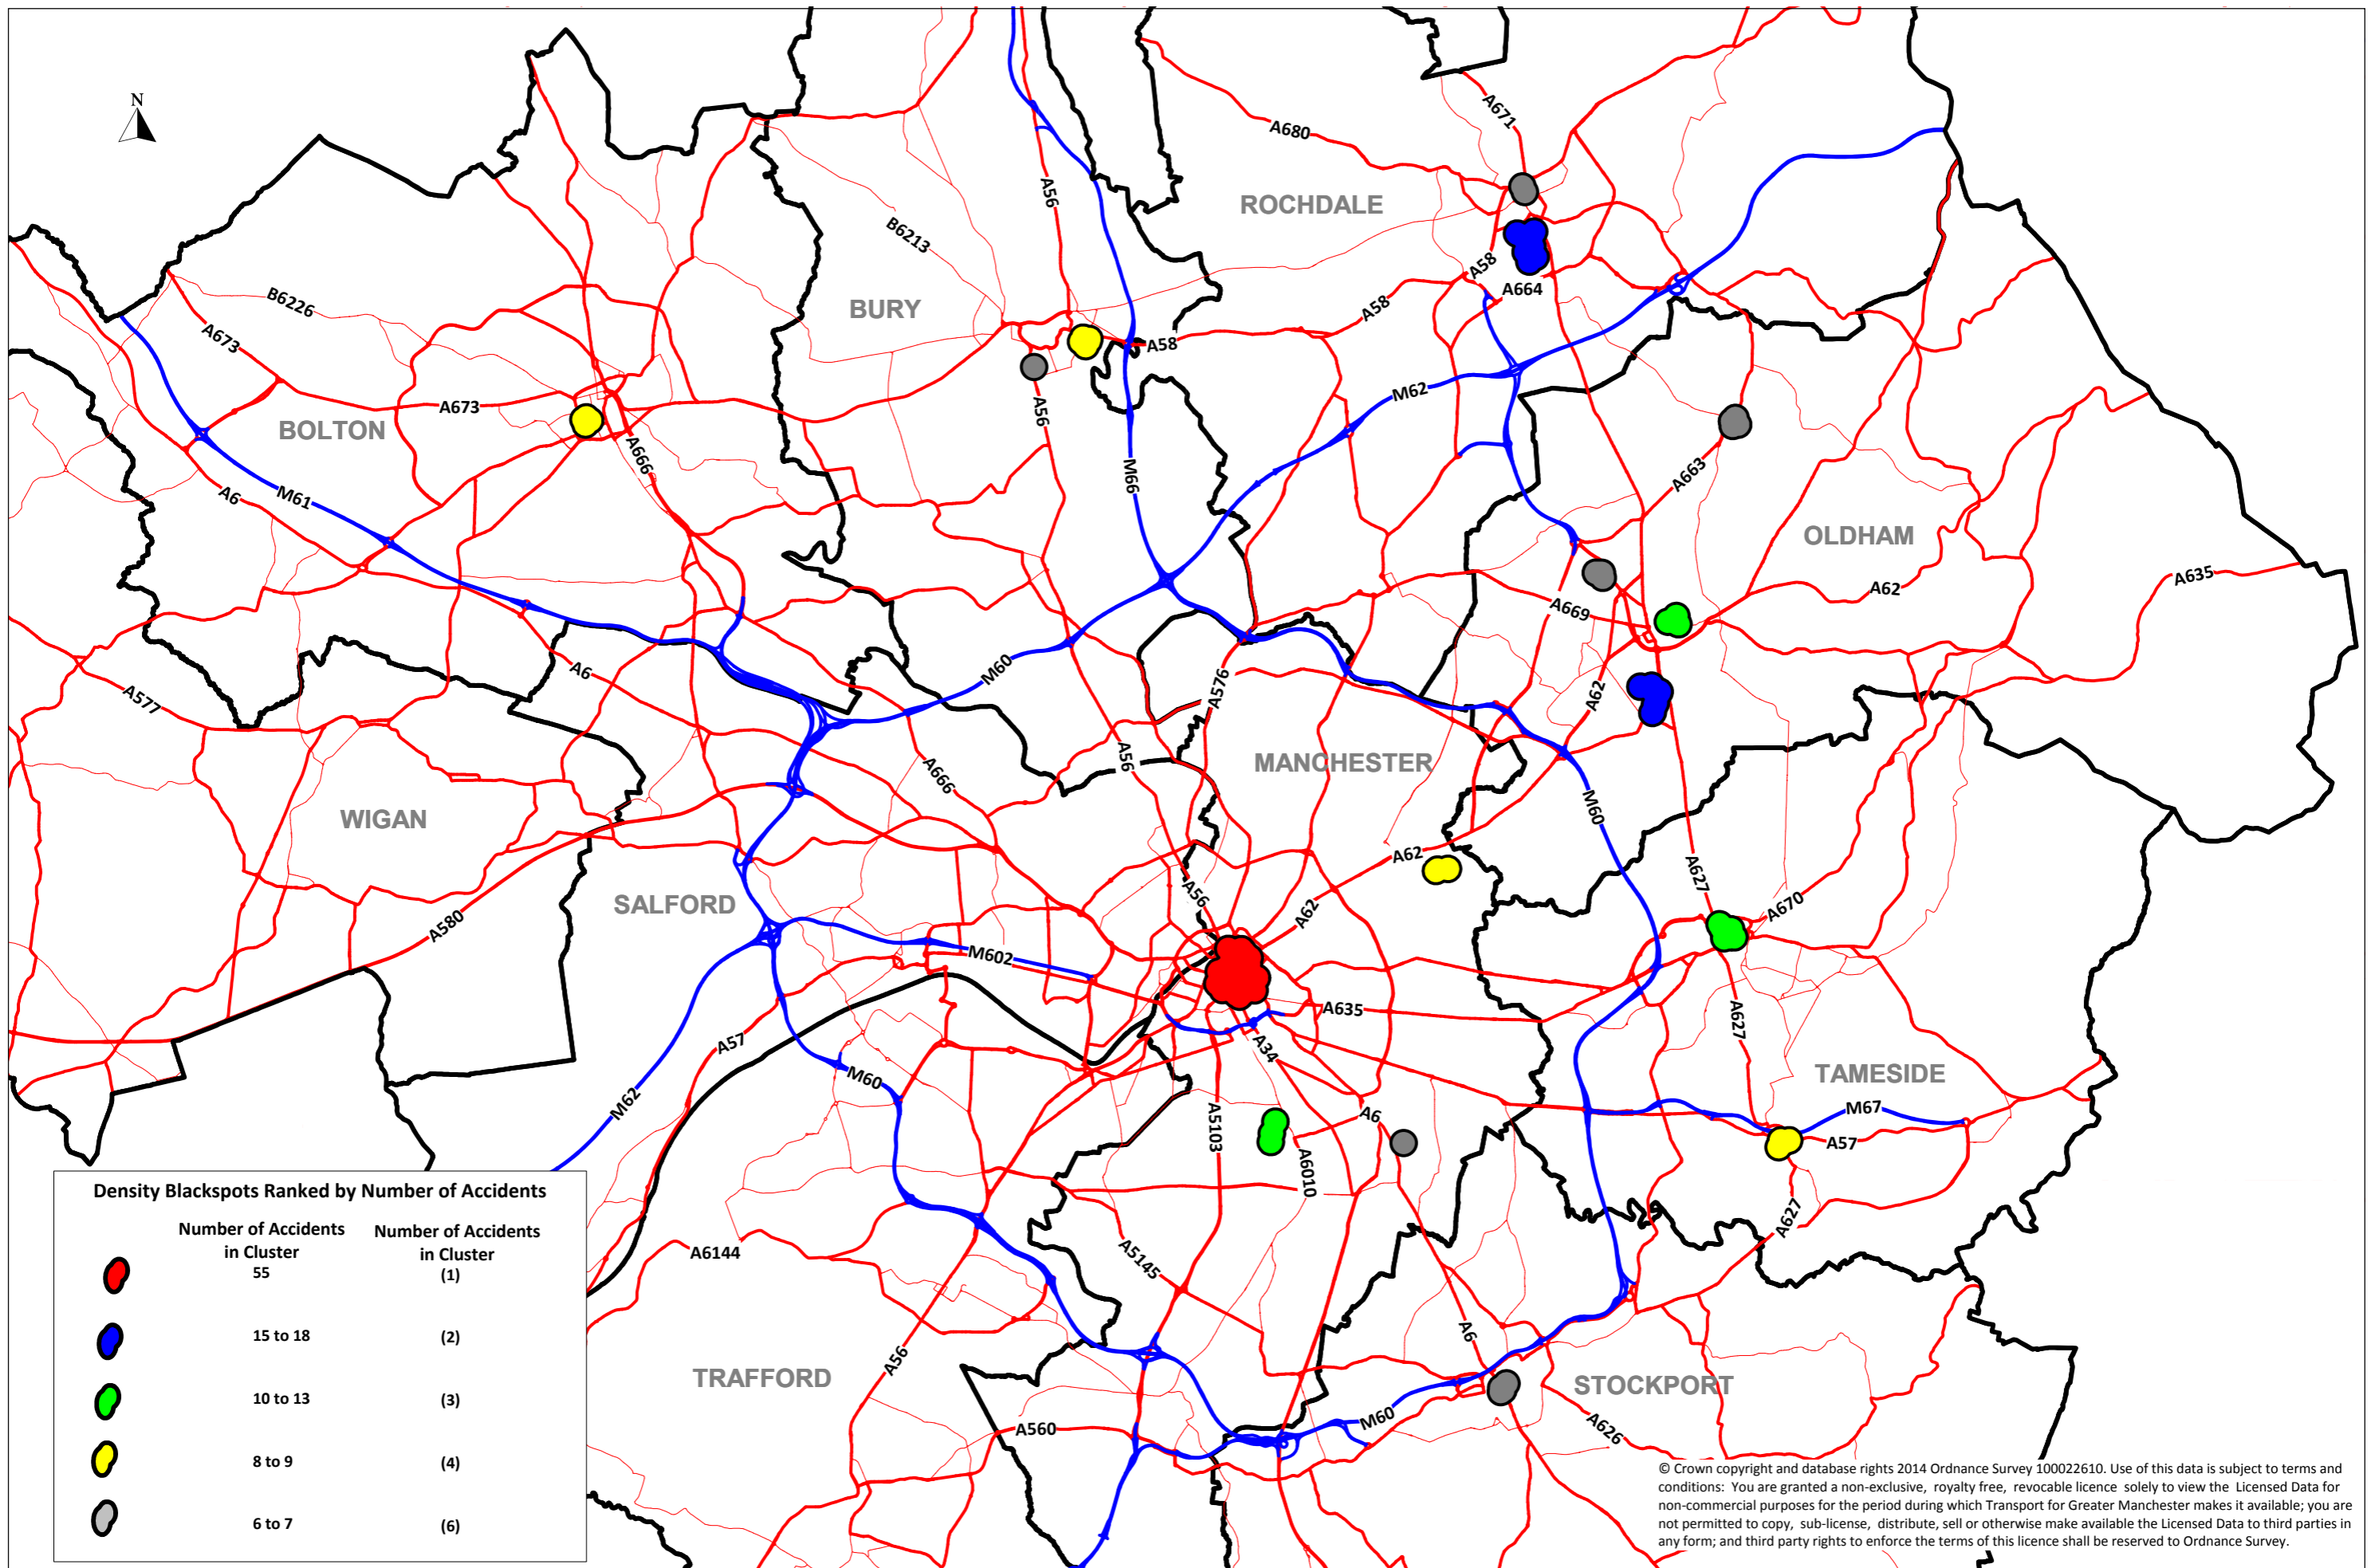 N
A671
A680
A56
ROCHDALE
B6213
A58
A664
B6226
BURY
A58
A673
A58
M62
A673
A56
BOLTON
A666
M66
A663
A6
M61
OLDHAM
A635
A62
A669
M60
A6
A576
A577
A62
A56
MANCHESTER
A666
M60
WIGAN
A62
A627
A56
SALFORD
A670
A62
A580
M602
A635
A627
A57
A34
TAMESIDE
M60
M62
M67
A6
A5103
A57
A6010
Density Blackspots Ranked by Number of Accidents
Number of Accidents in Cluster
Number of Accidents in Cluster
55 (1)
15 to 18 (2)
10 to 13 (3)
8 to 9 (4)
6 to 7 (6)
A627
A6144
A5145
A6
A56
TRAFFORD
STOCKPORT
M60
A560
A626
© Crown copyright and database rights 2014 Ordnance Survey 100022610. Use of this data is subject to terms and
conditions: You are granted a non-exclusive, royalty free, revocable licence solely to view the Licensed Data for
non-commercial purposes for the period during which Transport for Greater Manchester makes it available; you are
not permitted to copy, sub-license, distribute, sell or otherwise make available the Licensed Data to third parties in
any form; and third party rights to enforce the terms of this licence shall be reserved to Ordnance Survey.